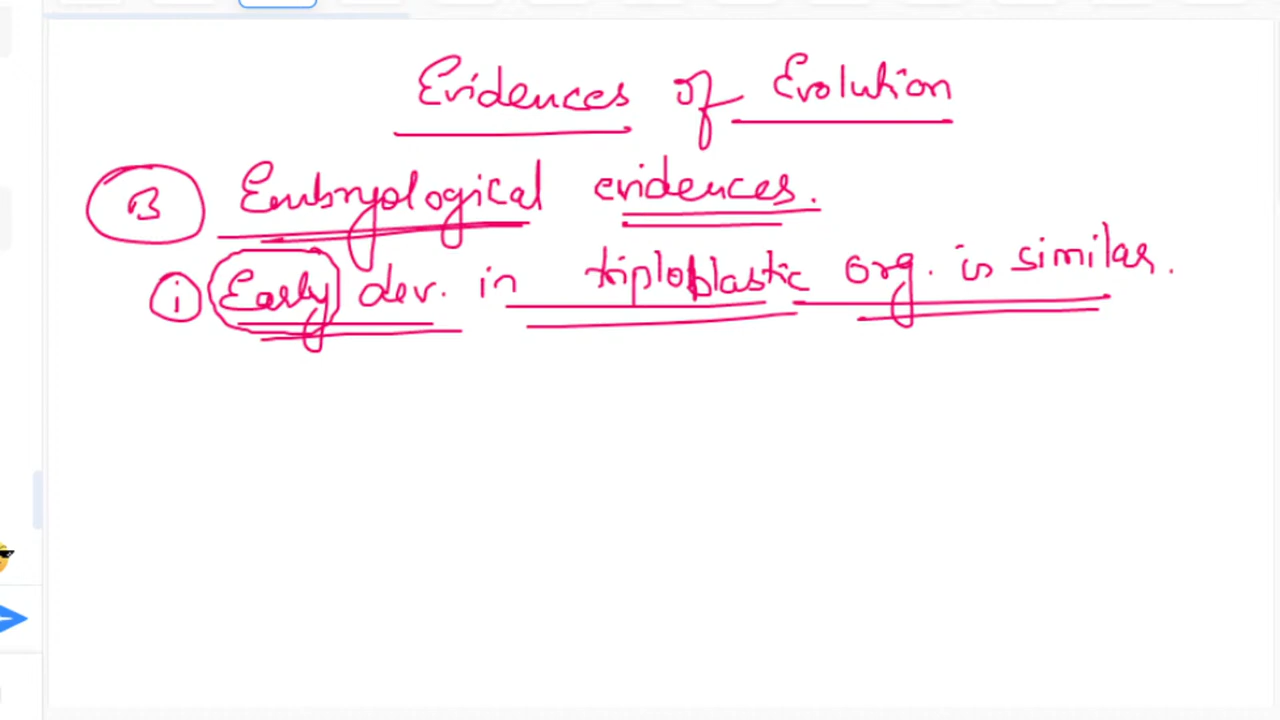 Evidences of Evolution
B Embryological evidences.
i Early dev. in triploblastic org. is similar.